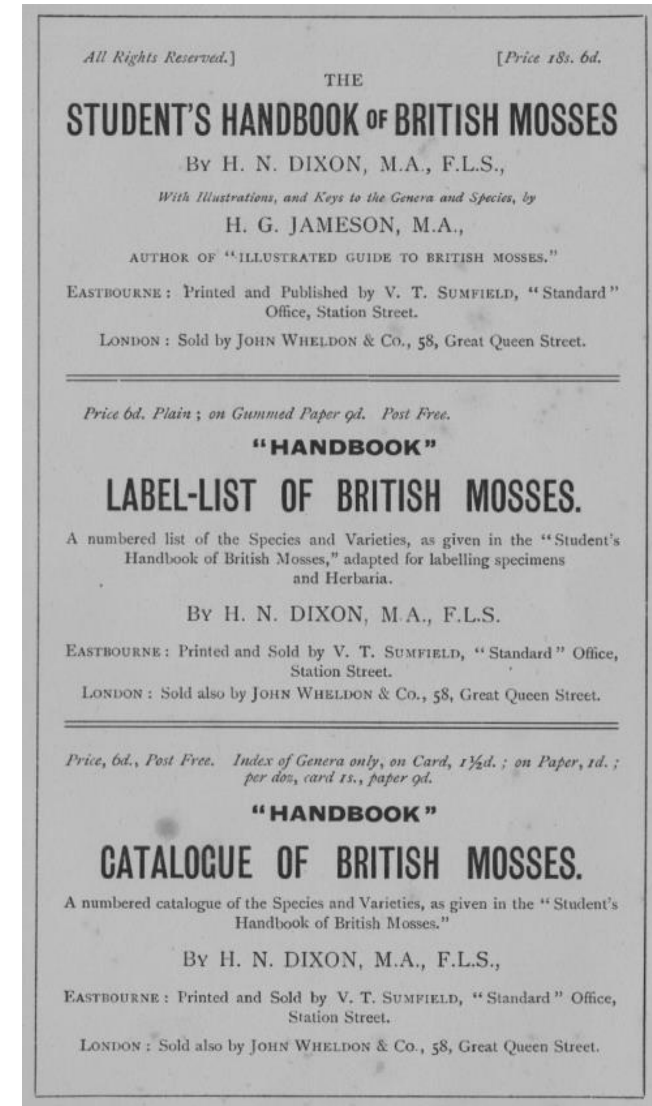 All Rights Reserved.] [Price 18s. 6d.
THE
STUDENT'S HANDBOOK OF BRITISH MOSSES
BY H. N. DIXON, M.A., F.L.S.,
With Illustrations, and Keys to the Genera and Species, by
H. G. JAMESON, M.A.,
AUTHOR OF "ILLUSTRATED GUIDE TO BRITISH MOSSES."
EASTBOURNE: Printed and Published by V. T. SUMFIELD, "Standard"
Office, Station Street.
LONDON: Sold by JOHN WHELDON & Co., 58, Great Queen Street.
Price 6d. Plain; on Gummed Paper 9d. Post Free.
"HANDBOOK"
LABEL-LIST OF BRITISH MOSSES.
A numbered list of the Species and Varieties, as given in the "Student's
Handbook of British Mosses," adapted for labelling specimens
and Herbaria.
BY H. N. DIXON, M.A., F.L.S.
EASTBOURNE: Printed and Sold by V. T. SUMFIELD, "Standard" Office,
Station Street.
LONDON: Sold also by JOHN WHELDON & Co., 58, Great Queen Street.
Price, 6d., Post Free. Index of Genera only, on Card, 1½d.; on Paper, 1d.;
per doz, card 1s., paper 9d.
"HANDBOOK"
CATALOGUE OF BRITISH MOSSES.
A numbered catalogue of the Species and Varieties, as given in the "Student's
Handbook of British Mosses."
BY H. N. DIXON, M.A., F.L.S.,
EASTBOURNE: Printed and Sold by V. T. SUMFIELD, "Standard" Office,
Station Street.
LONDON: Sold also by JOHN WHELDON & Co., 58, Great Queen Street.